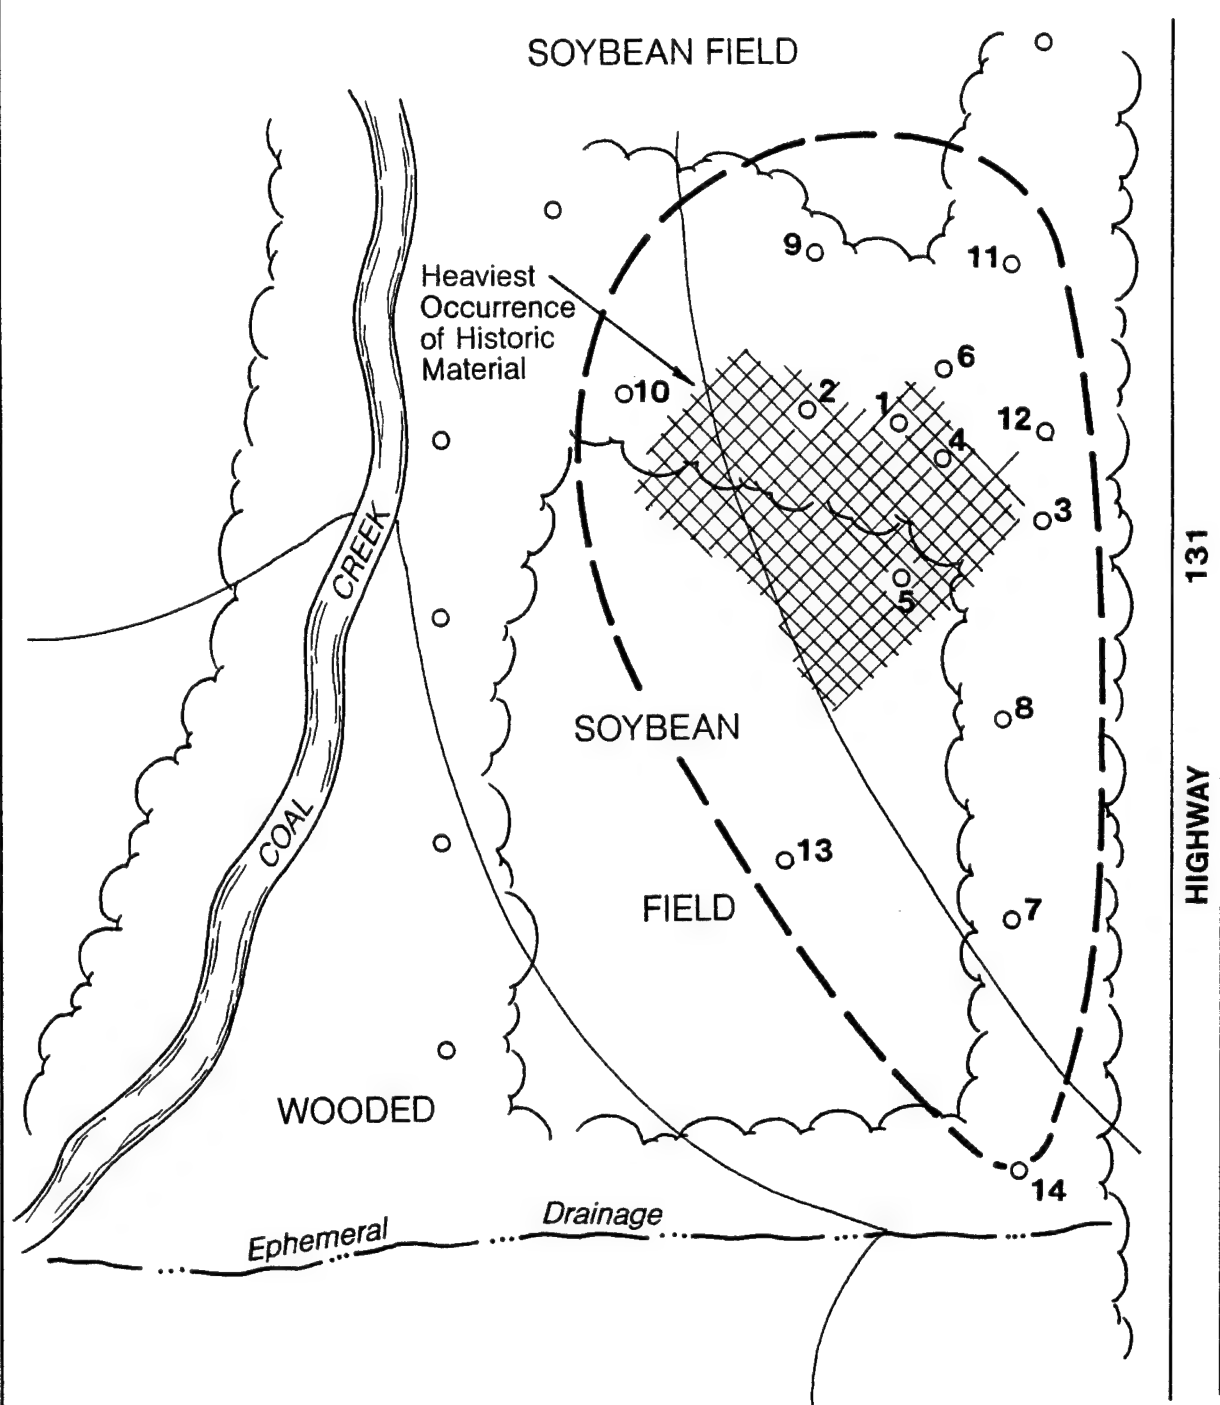 SOYBEAN FIELD
9
11
Heaviest
Occurrence
of Historic
Material
6
10
2
1
12
4
3
CREEK
131
5
8
SOYBEAN
COAL
13
HIGHWAY
FIELD
7
WOODED
14
Drainage
Ephemeral